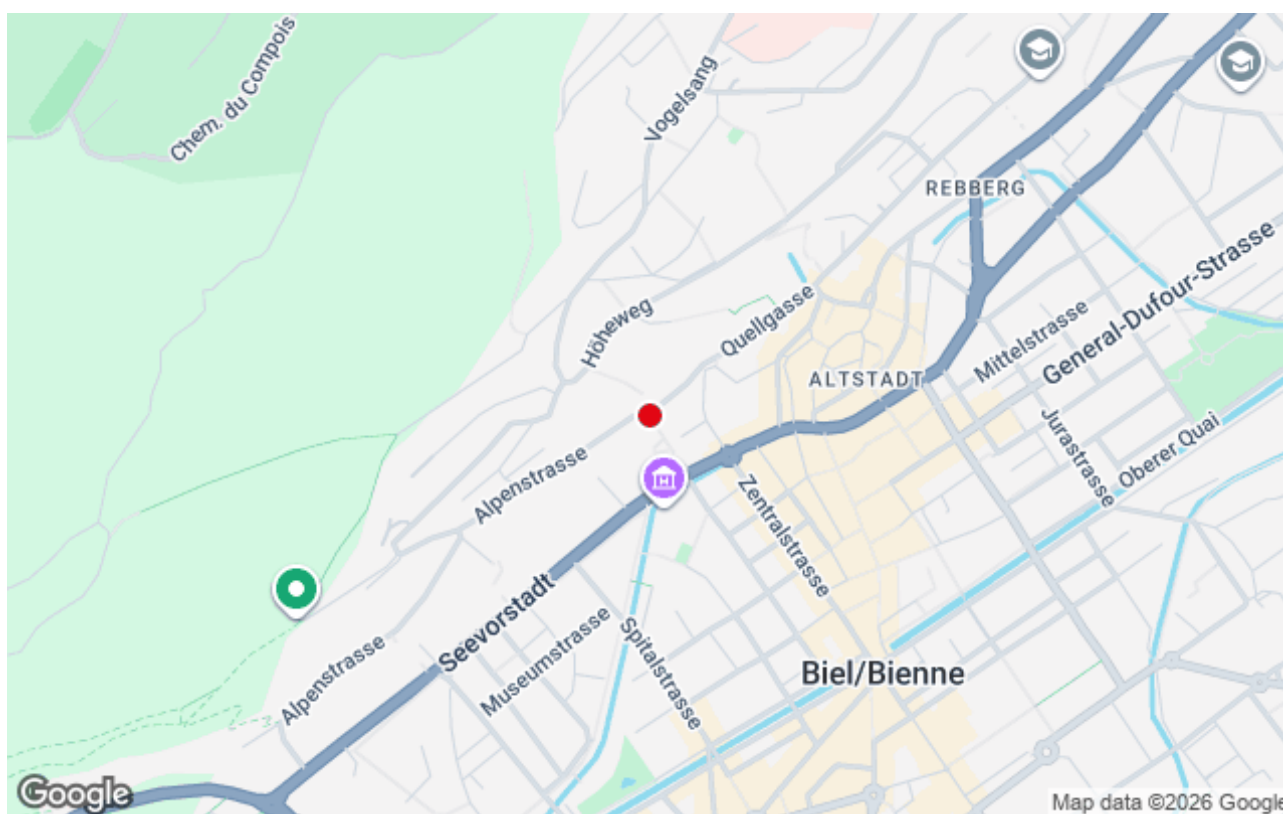 Chem. du Compois
Vogelsang
REBBERG
General-Dufour-Strasse
Höheweg
Quellgasse
Mittelstrasse
ALTSTADT
Jurastrasse
Oberer Quai
Alpenstrasse
Zentralstrasse
Seevorstadt
Museumstrasse
Spitalstrasse
Alpenstrasse
Biel/Bienne
H
Google
Map data ©2026 Google